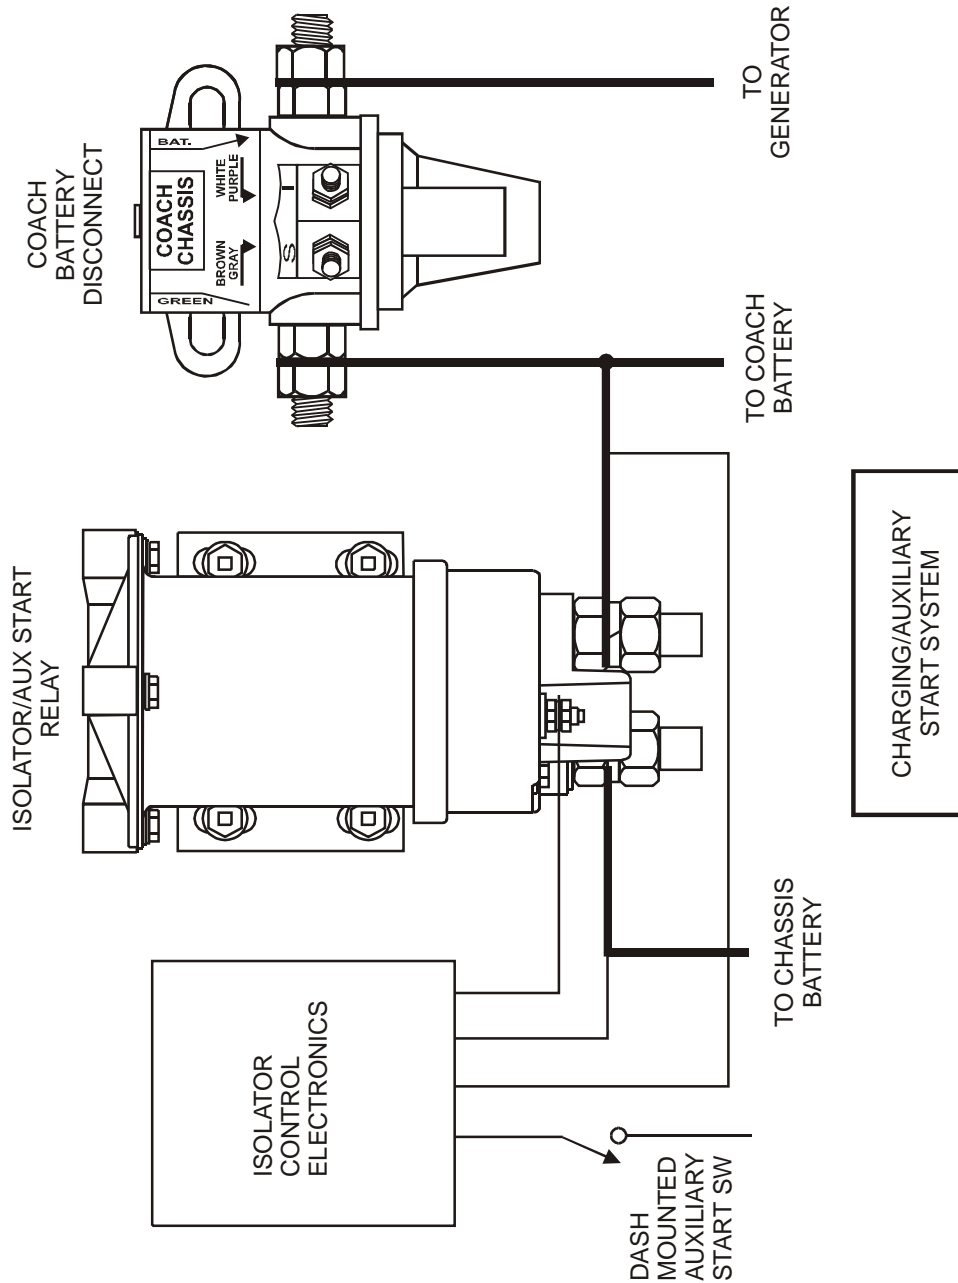 ISOLATOR
CONTROL
ELECTRONICS
DASH
MOUNTED
AUXILIARY
START SW
ISOLATOR/AUX START
RELAY
TO CHASSIS
BATTERY
COACH
BATTERY
DISCONNECT
GREEN
BAT.
COACH
CHASSIS
BROWN
GRAY
WHITE
PURPLE
S
I
TO COACH
BATTERY
TO
GENERATOR
CHARGING/AUXILIARY
START SYSTEM